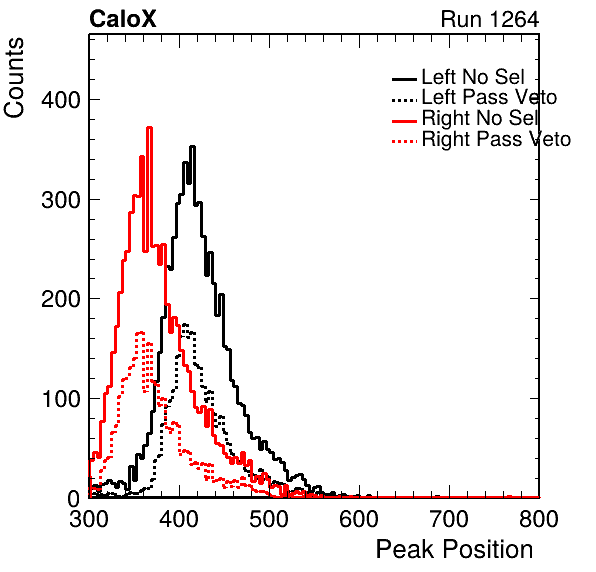 CaloX Run 1264
Counts
400
300
200
100
0
Left No Sel
Left Pass Veto
Right No Sel
Right Pass Veto
300 400 500 600 700 800
Peak Position